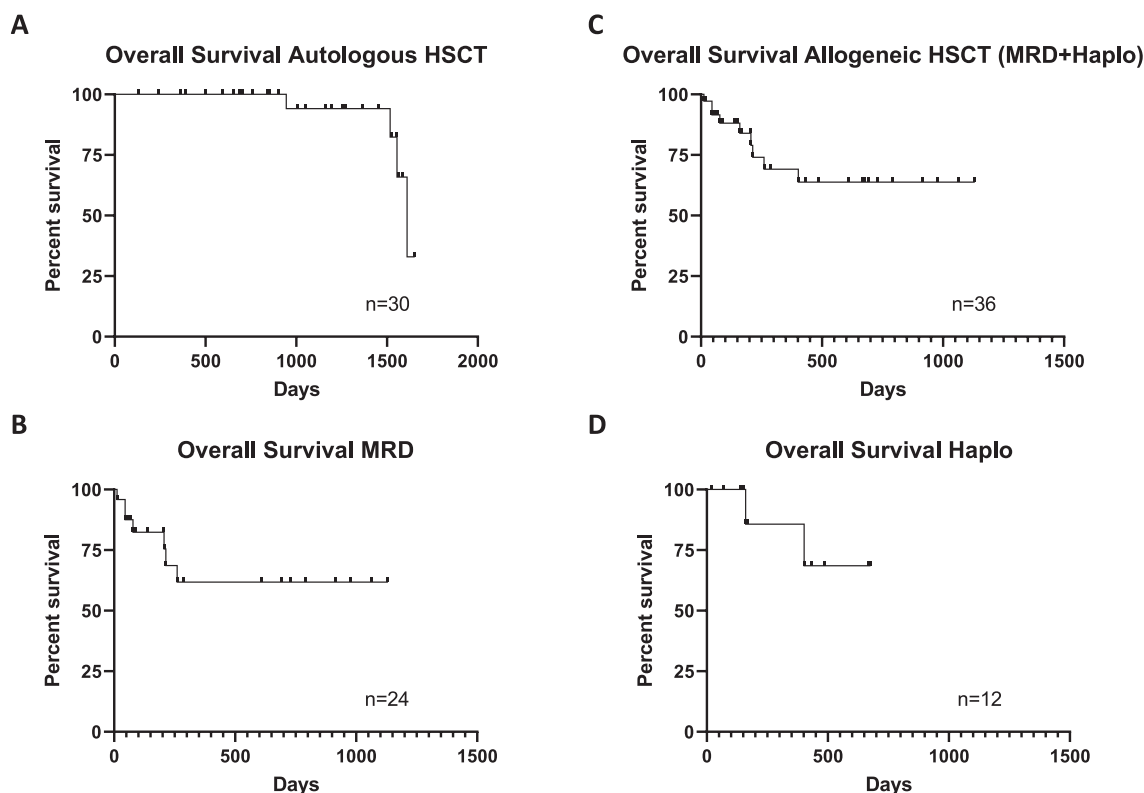 A
Overall Survival Autologous HSCT
100
75
50
25
0
Percent survival
n=30
0 500 1000 1500 2000
Days
C
Overall Survival Allogeneic HSCT (MRD+Haplo)
100
75
50
25
0
Percent survival
n=36
0 500 1000 1500
Days
B
Overall Survival MRD
100
75
50
25
0
Percent survival
n=24
0 500 1000 1500
Days
D
Overall Survival Haplo
100
75
50
25
0
Percent survival
n=12
0 500 1000 1500
Days